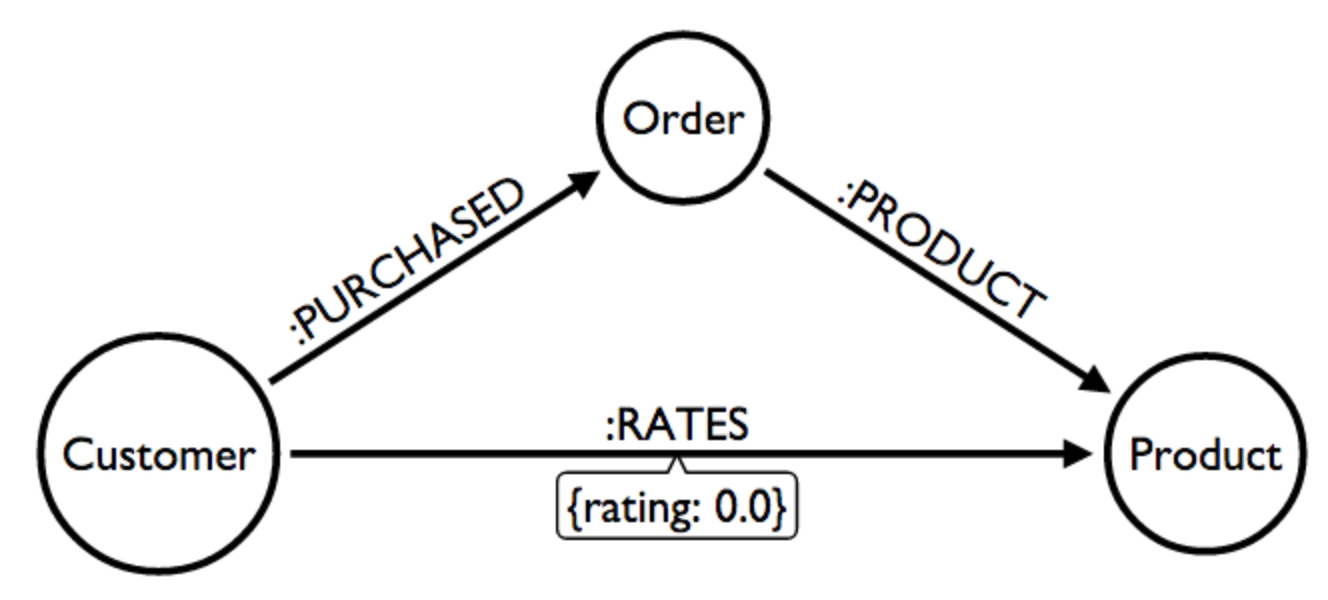 Order
:PURCHASED
:PRODUCT
:RATES
Customer
Product
{rating: 0.0}